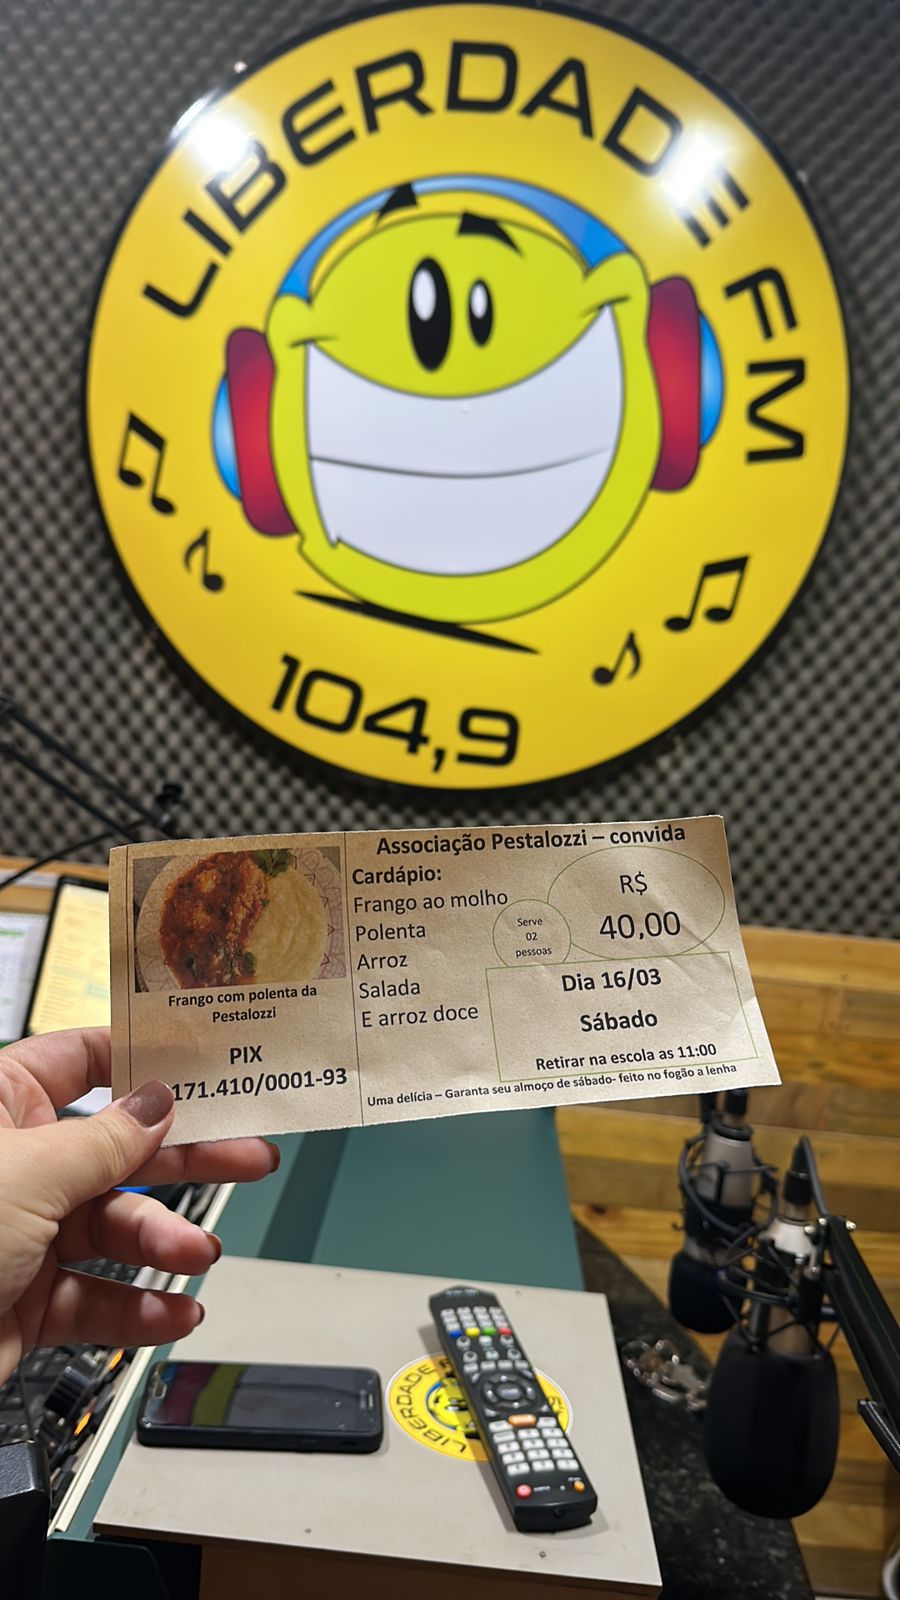 LIBERDADE FM
104,9
Associação Pestalozzi – convida
Cardápio:
Frango ao molho
Polenta
Arroz
Salada
E arroz doce
Serve
02
pessoas
R$
40,00
Dia 16/03
Sábado
Retirar na escola as 11:00
Uma delícia – Garanta seu almoço de sábado- feito no fogão a lenha
Frango com polenta da
Pestalozzi
PIX
171.410/0001-93
LIBERDADE